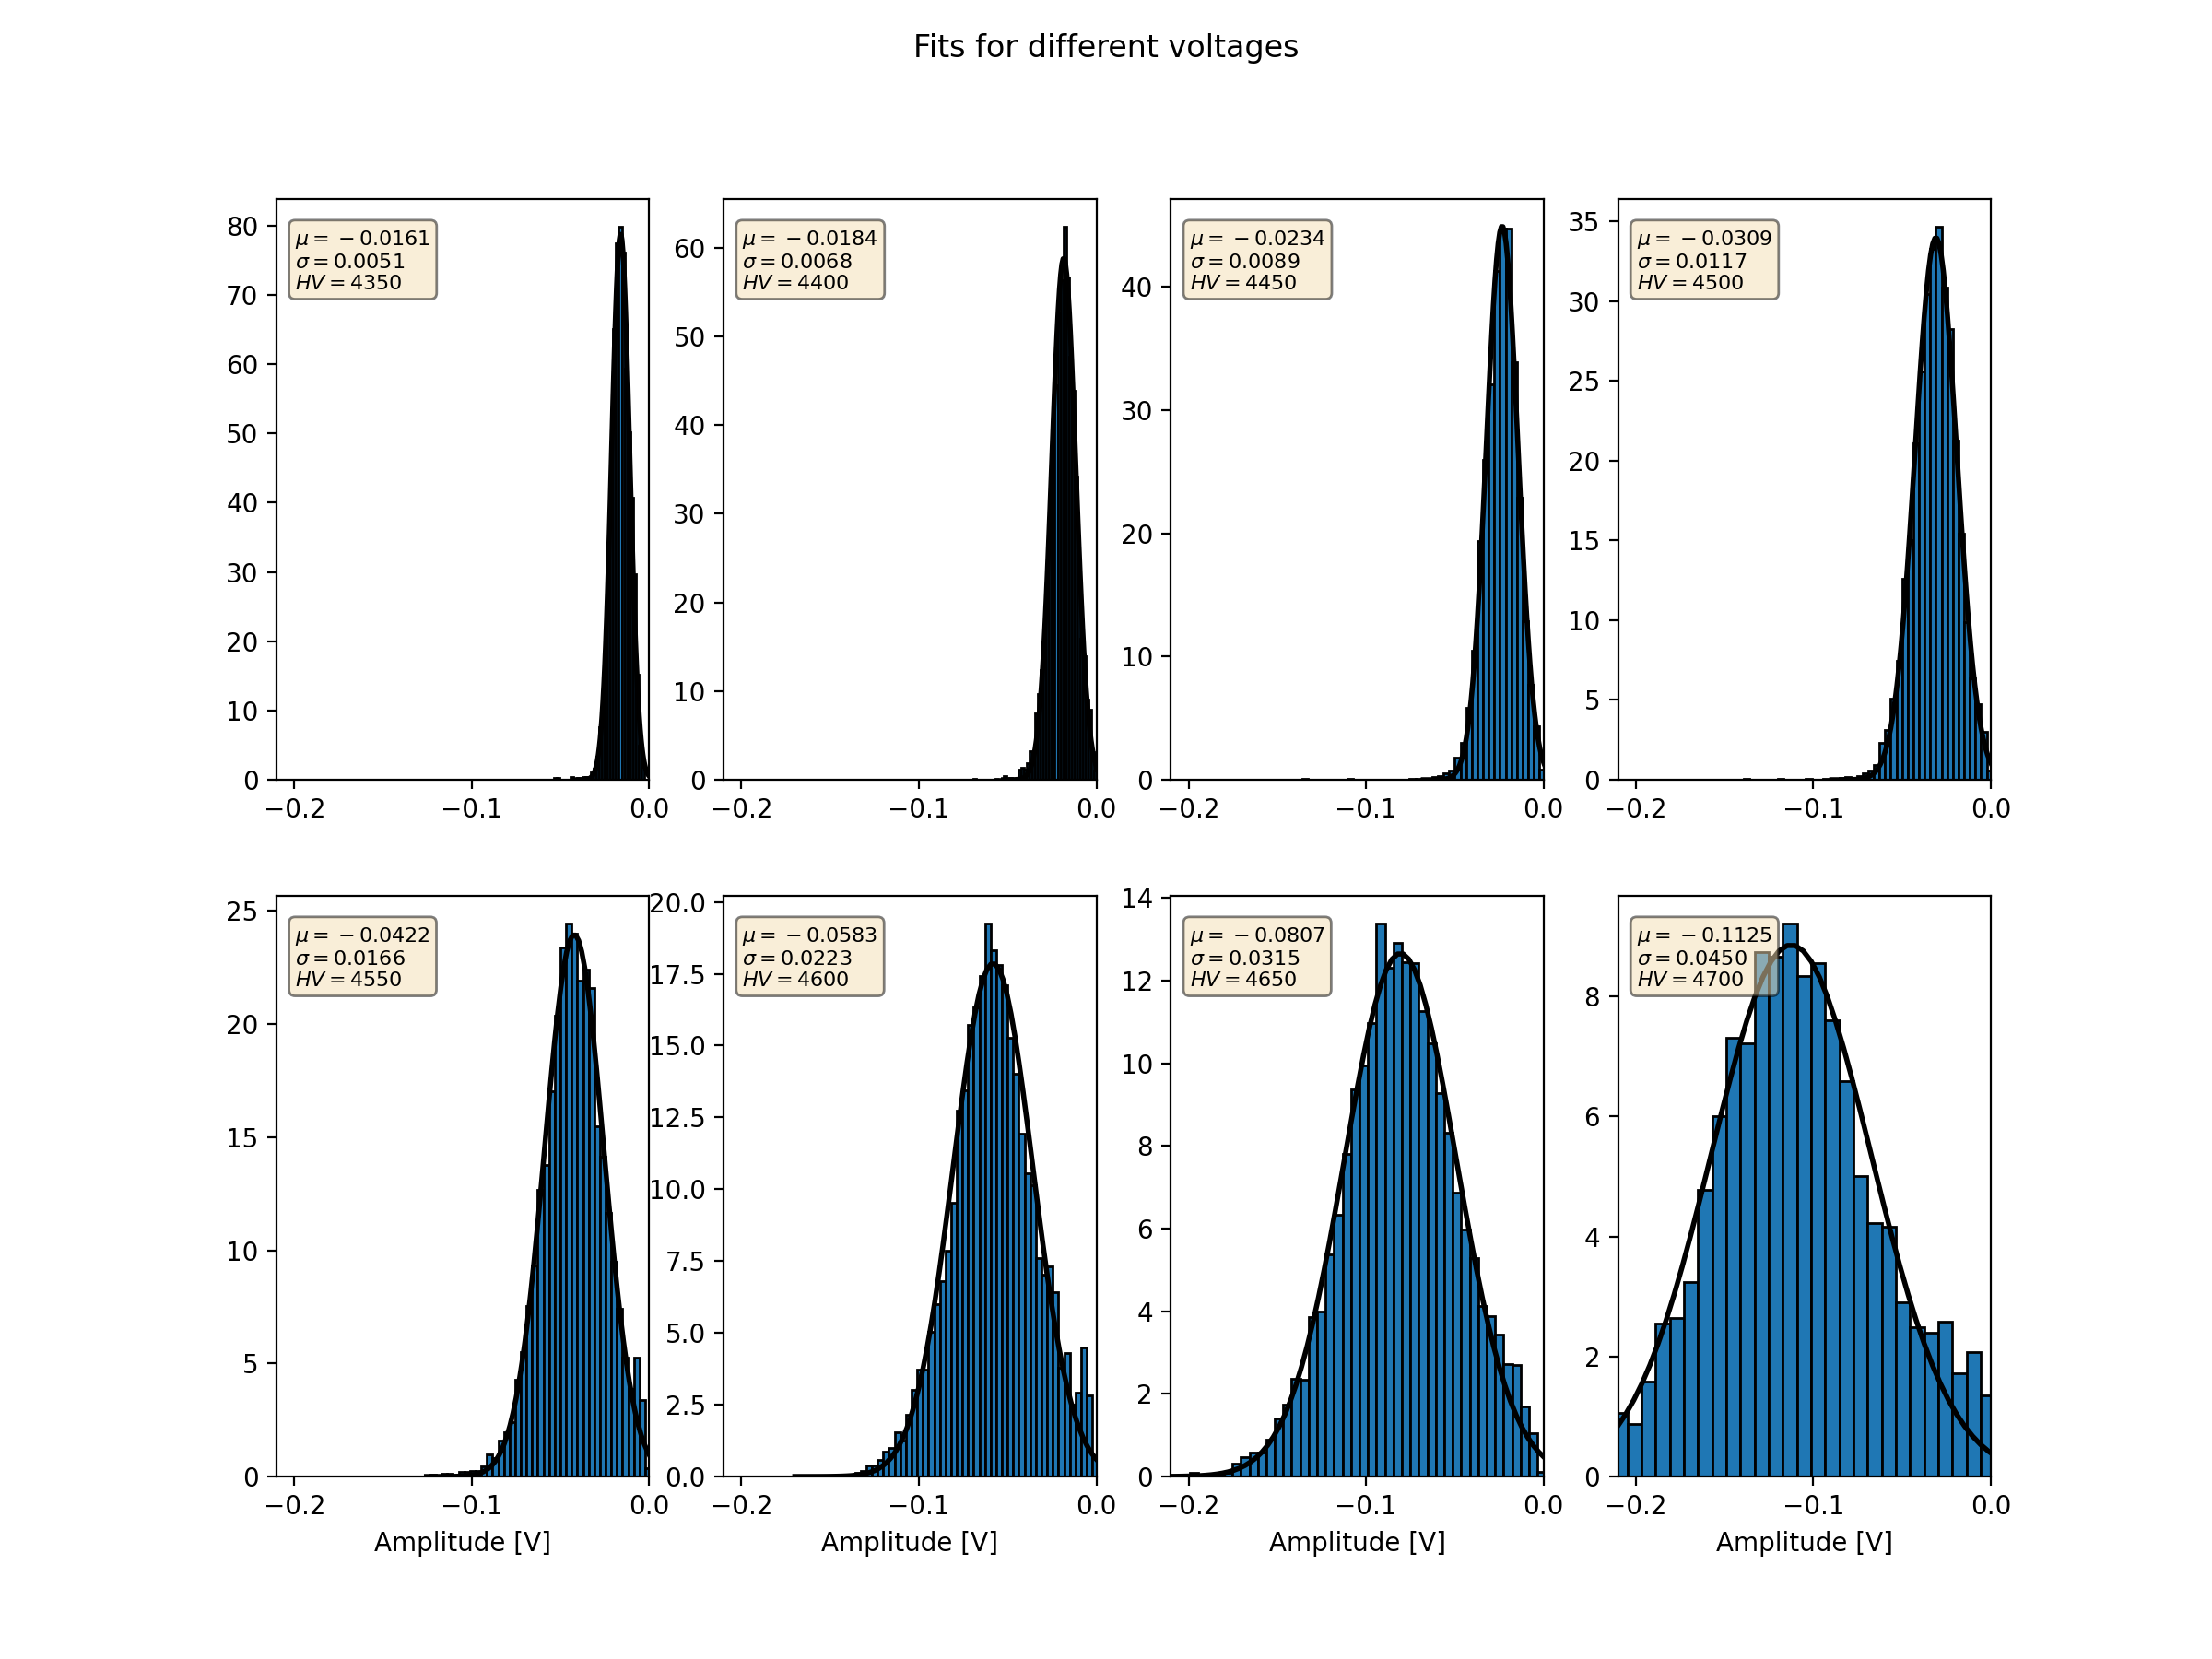 Fits for different voltages
80
70
60
50
40
30
20
10
0
−0.2 −0.1 0.0
μ = −0.0161
σ = 0.0051
HV = 4350
60
50
40
30
20
10
0
−0.2 −0.1 0.0
μ = −0.0184
σ = 0.0068
HV = 4400
40
30
20
10
0
−0.2 −0.1 0.0
μ = −0.0234
σ = 0.0089
HV = 4450
35
30
25
20
15
10
5
0
−0.2 −0.1 0.0
μ = −0.0309
σ = 0.0117
HV = 4500
25
20
15
10
5
0
−0.2 −0.1 0.0
μ = −0.0422
σ = 0.0166
HV = 4550
Amplitude [V]
20.0
17.5
15.0
12.5
10.0
7.5
5.0
2.5
0.0
−0.2 −0.1 0.0
μ = −0.0583
σ = 0.0223
HV = 4600
Amplitude [V]
14
12
10
8
6
4
2
0
−0.2 −0.1 0.0
μ = −0.0807
σ = 0.0315
HV = 4650
Amplitude [V]
8
6
4
2
0
−0.2 −0.1 0.0
μ = −0.1125
σ = 0.0450
HV = 4700
Amplitude [V]